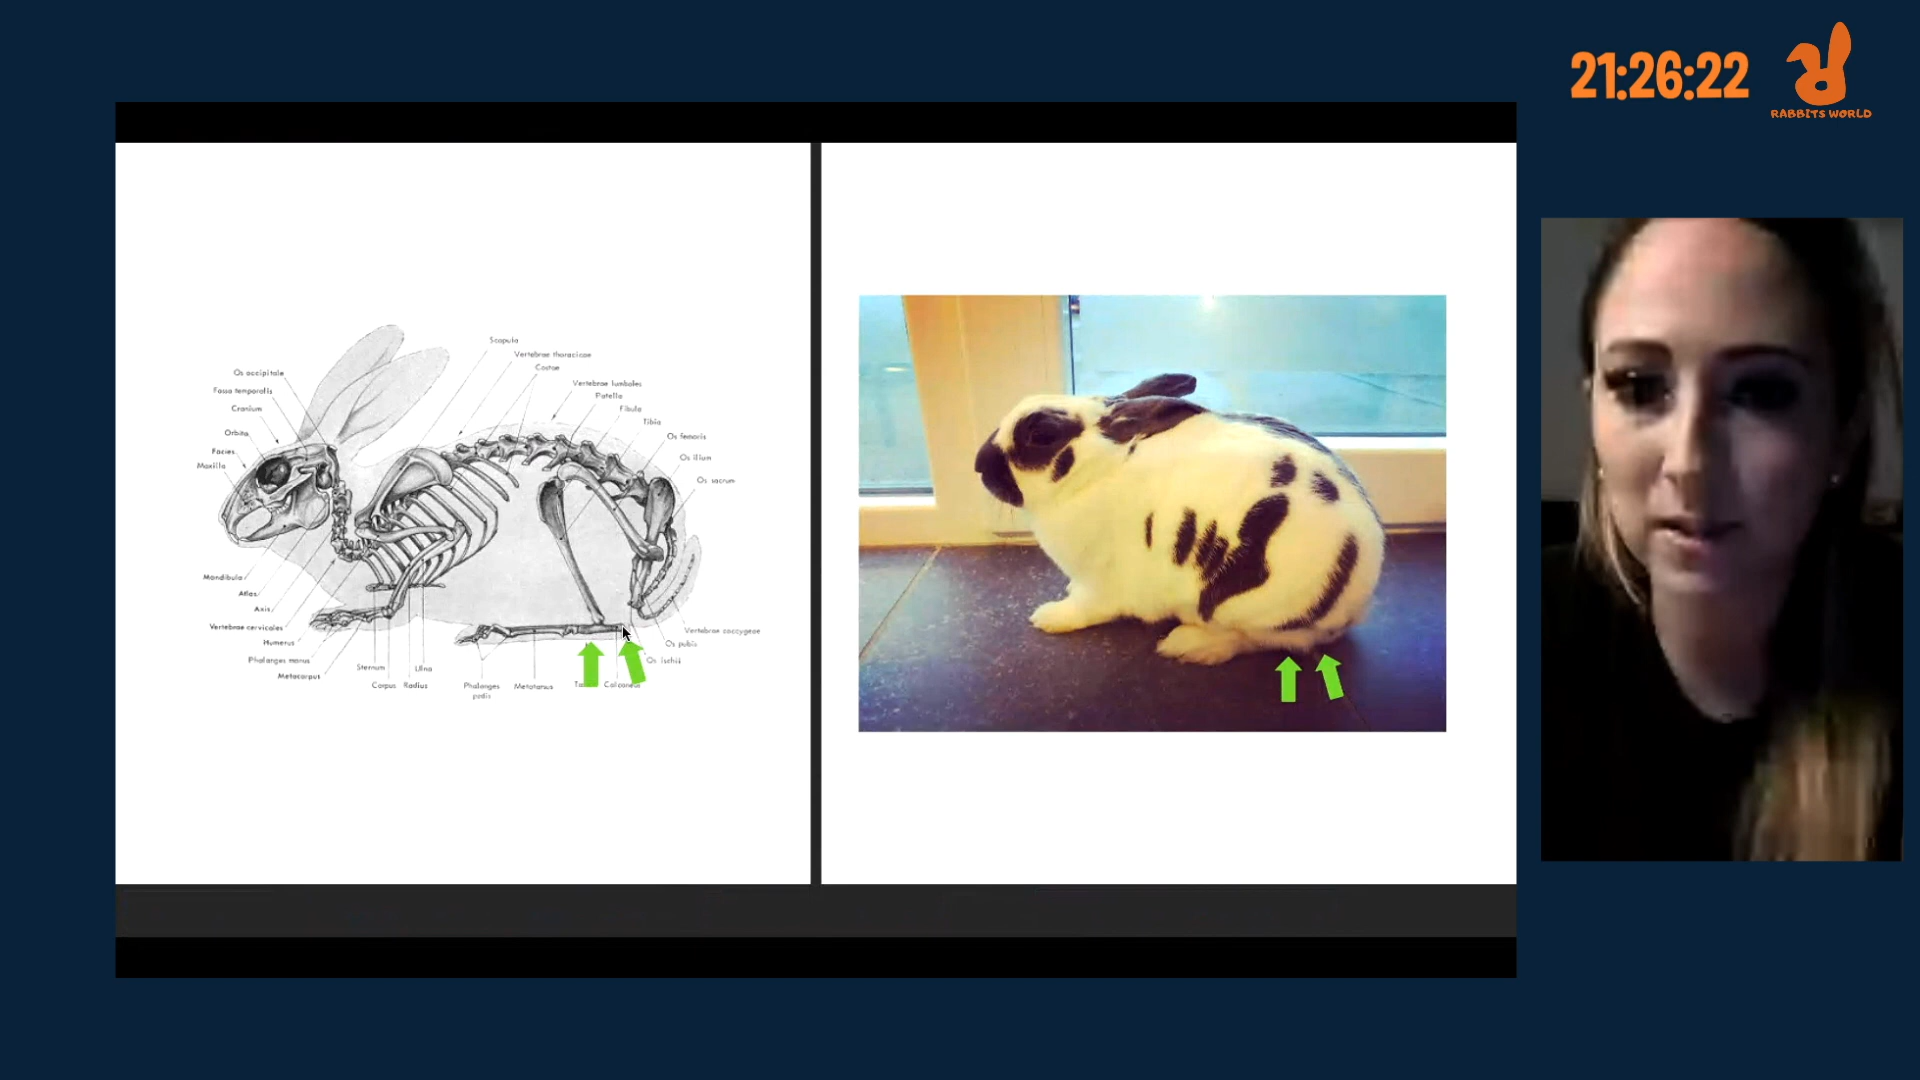 21:26:22
RABBITS WORLD
Scapula
Vertebrae thoracicae
Costae
Os occipitale
Fossa temporalis
Cranium
Orbita
Facies
Maxilla
Vertebrae lumbales
Patella
Fibula
Tibia
Os femoris
Os ilium
Os sacrum
Mandibula
Atlas
Axis
Vertebrae cervicales
Humerus
Phalanges manus
Metacarpus
Sternum
Carpus
Radius
Ulna
Phalanges
pedis
Metatarsus
Calcaneus
Vertebrae coccygeae
Os pubis
Os ischii